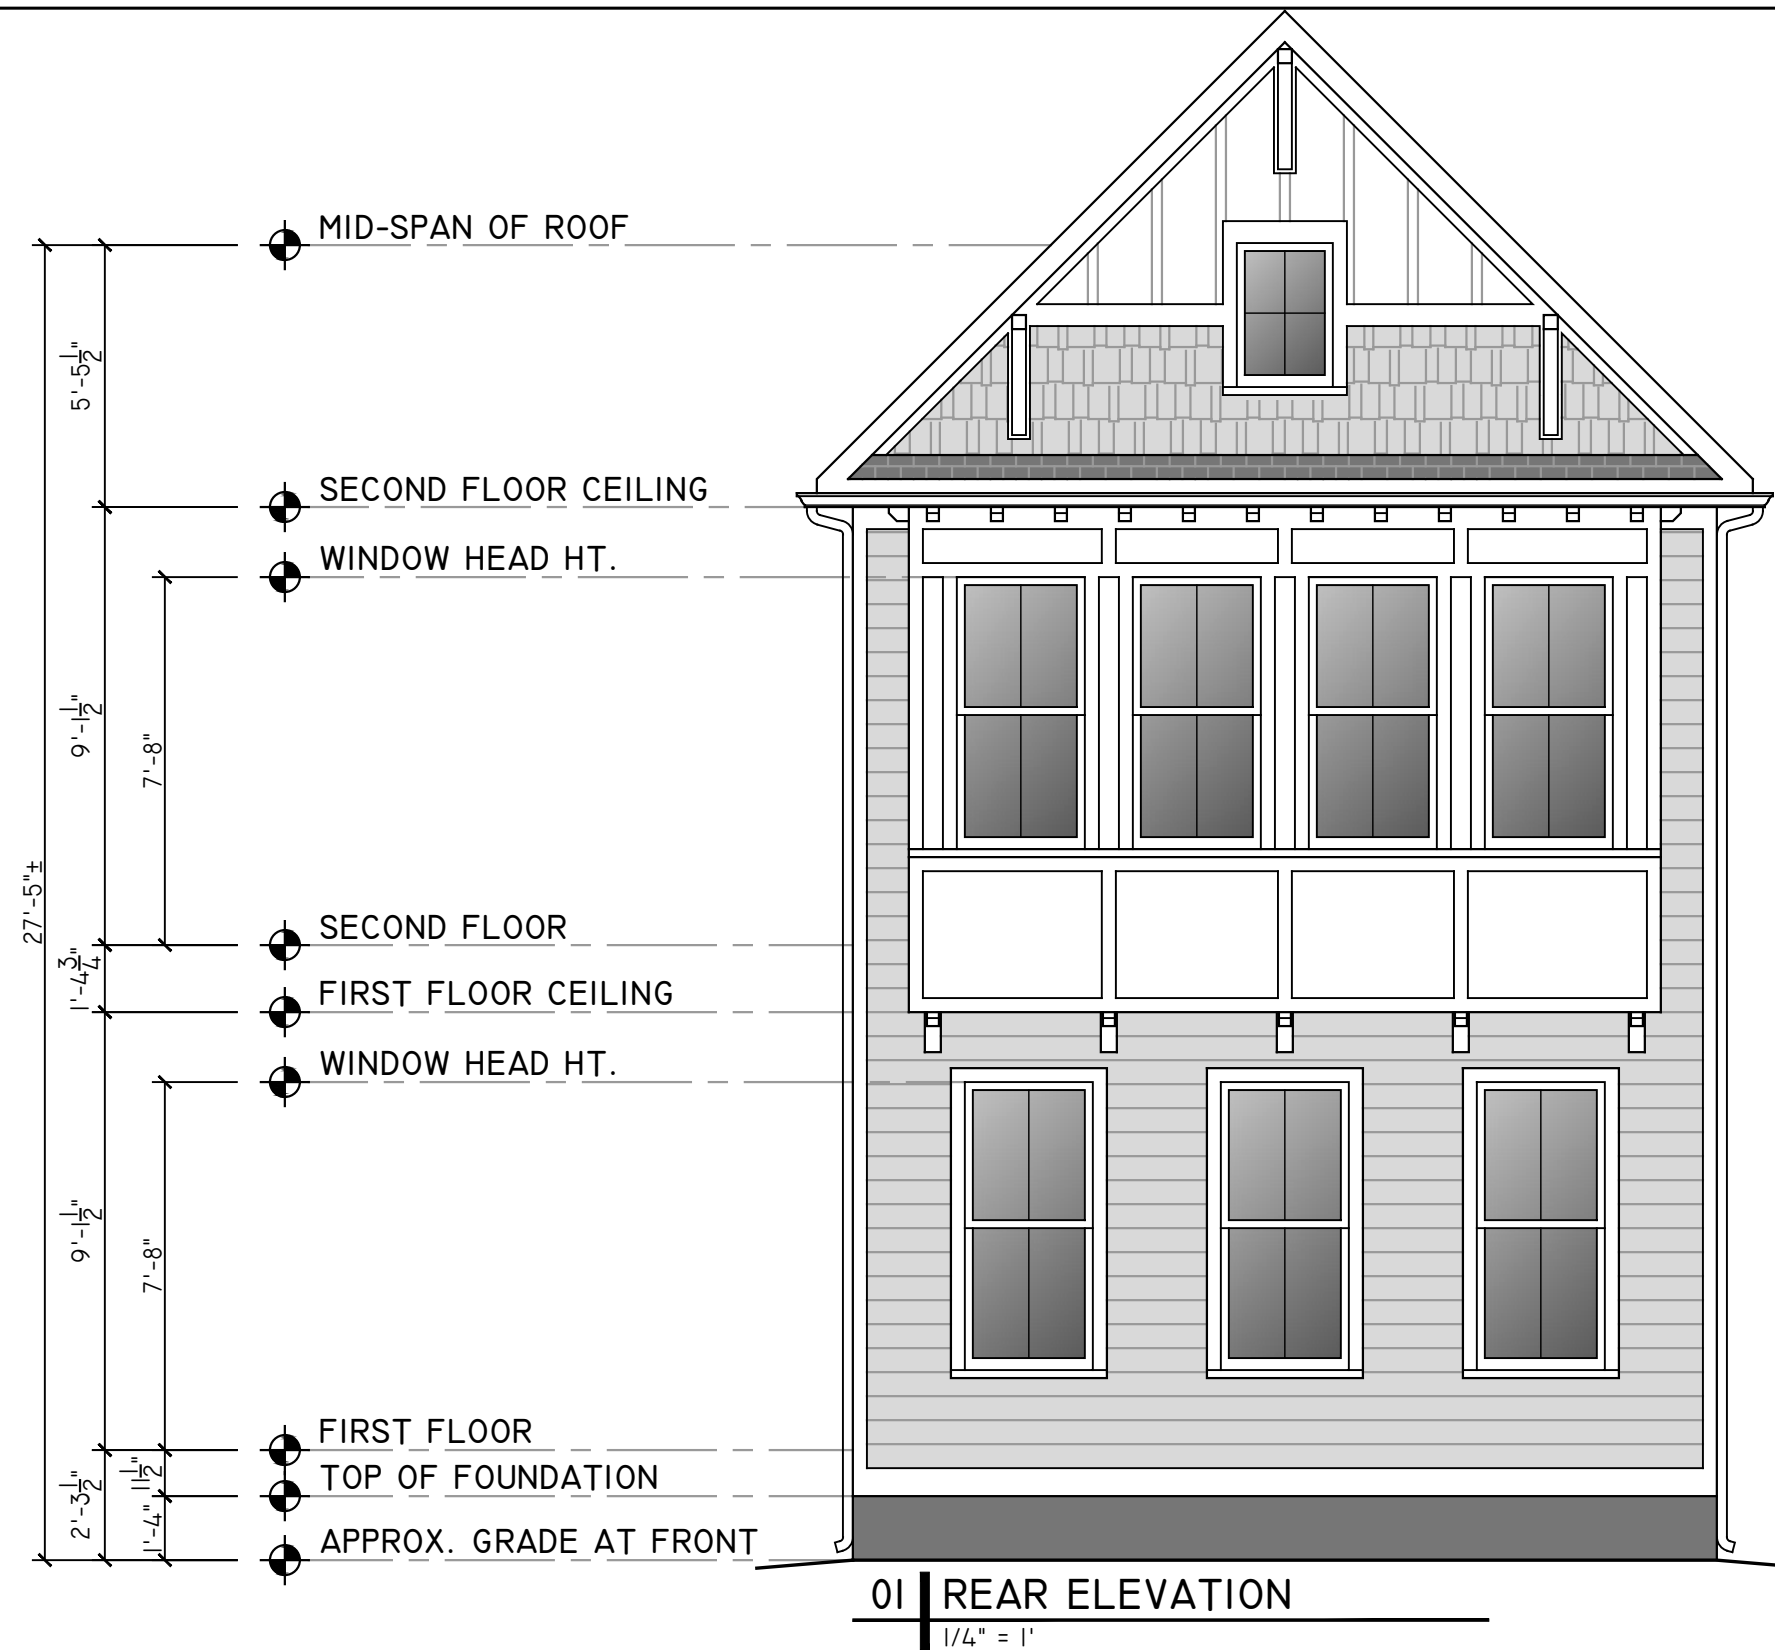 MID-SPAN OF ROOF
5'-5 1/2"
SECOND FLOOR CEILING
WINDOW HEAD HT.
9'-1 1/2"
7'-8"
27'-5"±
SECOND FLOOR
1'-4 3/4"
FIRST FLOOR CEILING
WINDOW HEAD HT.
9'-1 1/2"
7'-8"
FIRST FLOOR
11 1/2"
TOP OF FOUNDATION
2'-3 1/2"
1'-4"
APPROX. GRADE AT FRONT
01 REAR ELEVATION
1/4" = 1'